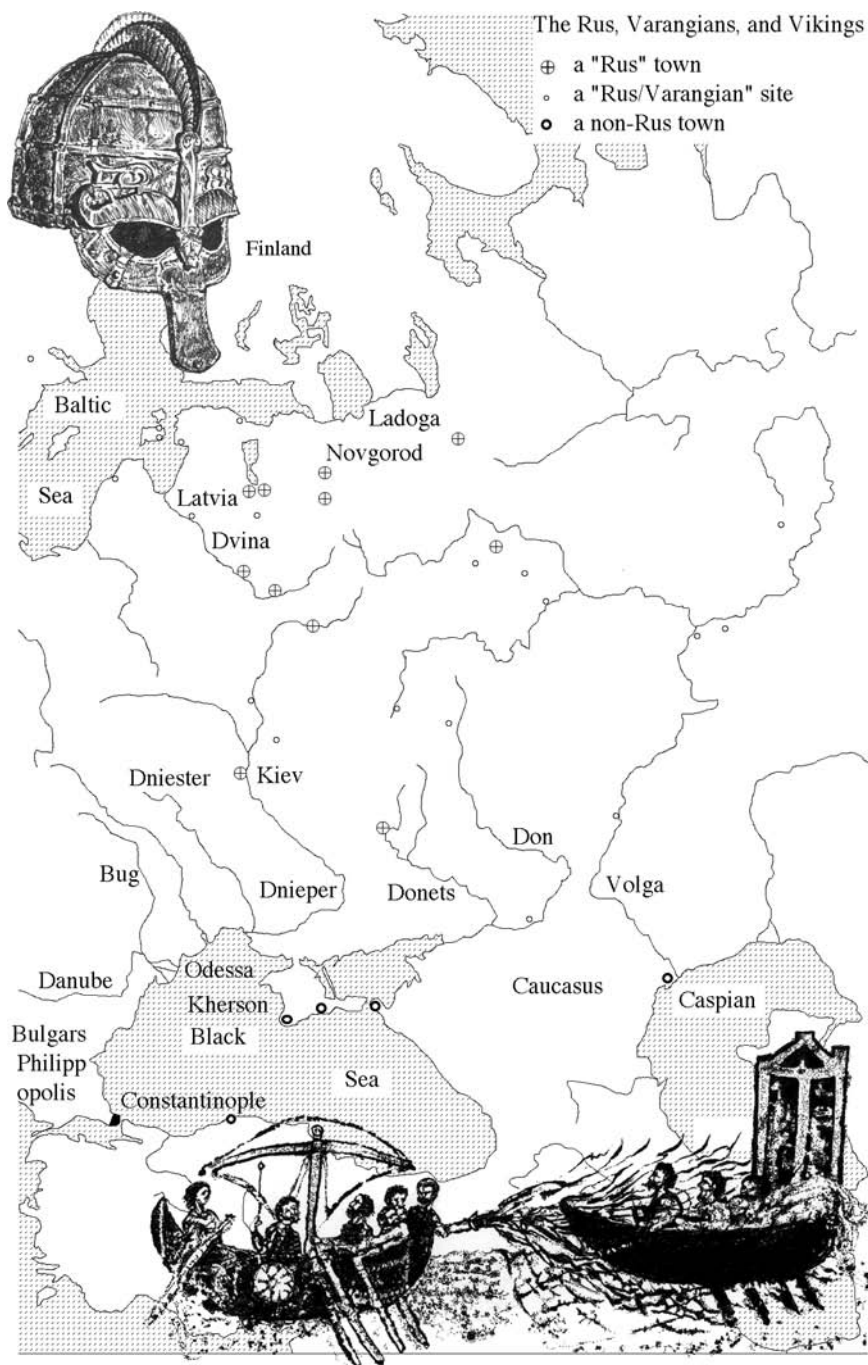 The Rus, Varangians, and Vikings
a "Rus" town
a "Rus/Varangian" site
a non-Rus town
Finland
Baltic
Ladoga
Novgorod
Sea
Latvia
Dvina
Dniester
Kiev
Don
Bug
Dnieper
Donets
Volga
Odessa
Danube
Caucasus
Caspian
Kherson
Black
Bulgars
Philipp
opolis
Sea
Constantinople